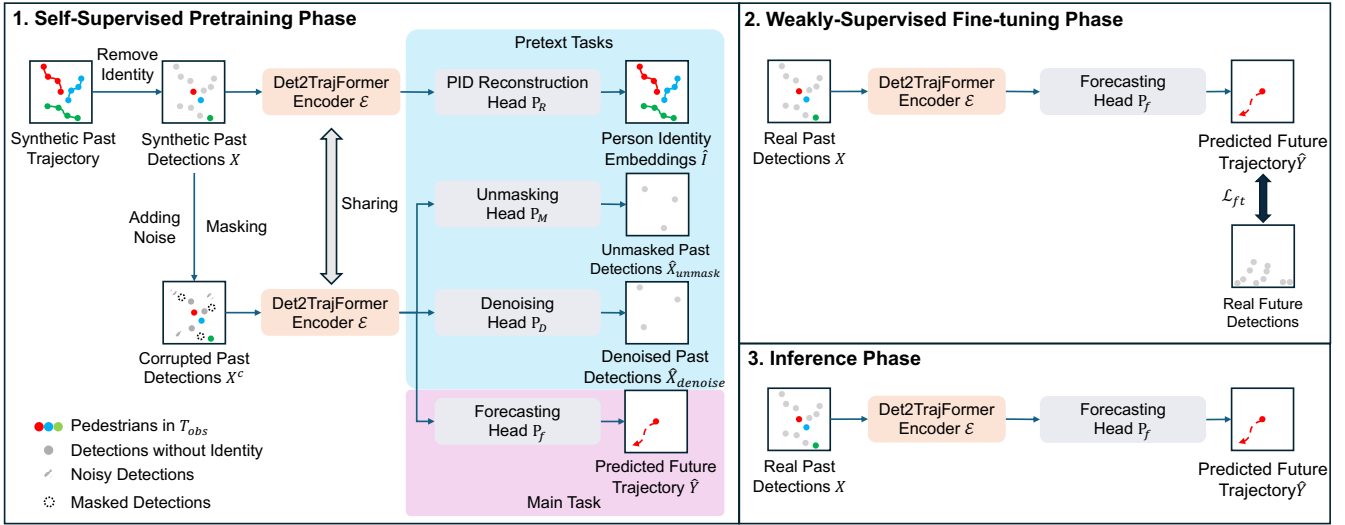 1. Self-Supervised Pretraining Phase
Pretext Tasks
Remove
Identity
Det2TrajFormer
Encoder ℰ
PID Reconstruction
Head P_R
Synthetic Past
Trajectory
Synthetic Past
Detections X
Person Identity
Embeddings Î
Sharing
Unmasking
Head P_M
Adding
Noise
Masking
Unmasked Past
Detections X̂_unmask
Det2TrajFormer
Encoder ℰ
Denoising
Head P_D
Corrupted Past
Detections X^c
Denoised Past
Detections X̂_denoise
Forecasting
Head P_f
Predicted Future
Trajectory Ŷ
Main Task
Pedestrians in T_obs
Detections without Identity
Noisy Detections
Masked Detections
2. Weakly-Supervised Fine-tuning Phase
Det2TrajFormer
Encoder ℰ
Forecasting
Head P_f
Real Past
Detections X
Predicted Future
TrajectoryŶ
ℒ_ft
Real Future
Detections
3. Inference Phase
Det2TrajFormer
Encoder ℰ
Forecasting
Head P_f
Real Past
Detections X
Predicted Future
TrajectoryŶ